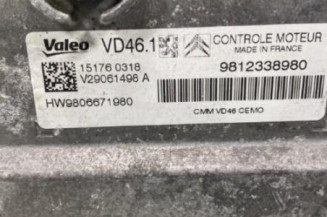 Valeo VD46.1 CONTROLE MOTEUR
MADE IN FRANCE
15176 0318
V29061498 A
9812338980
HW9806671980
CMM VD46 CEMO